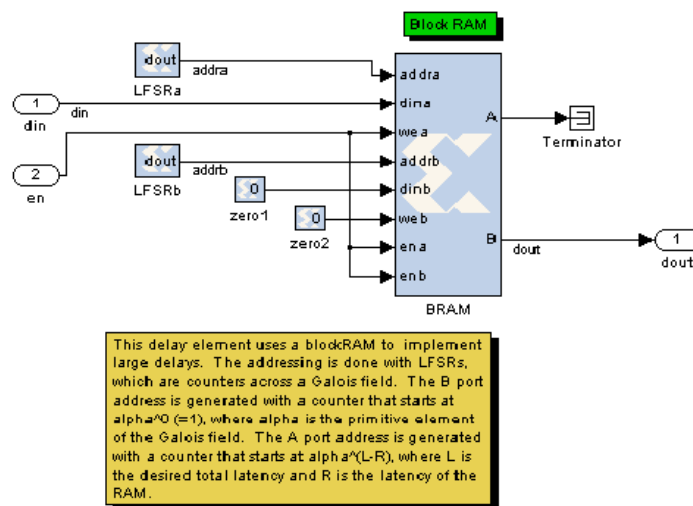 Block RAM
dout
addra
LFSRa
addra
1
din
din
dina
A
wea
Terminator
2
en
dout
addrb
LFSRb
addrb
0
zero1
dinb
0
zero2
web
B
dout
1
dout
ena
enb
BRAM
This delay element uses a blockRAM to implement
large delays. The addressing is done with LFSRs,
which are counters across a Galois field. The B port
address is generated with a counter that starts at
alpha^0 (=1), where alpha is the primitive element
of the Galois field. The A port address is generated
with a counter that starts at alpha^(L-R), where L is
the desired total latency and R is the latency of the
RAM.